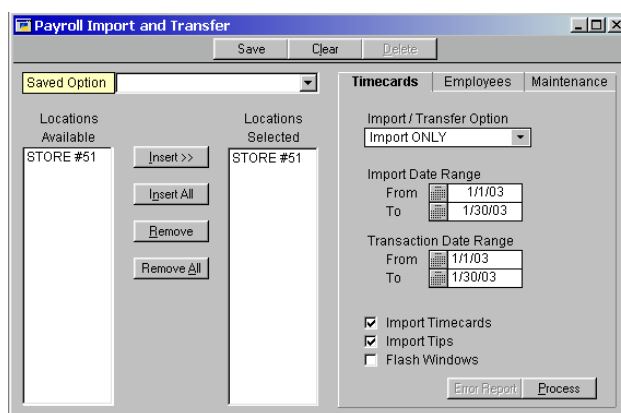 Payroll Import and Transfer
Save Clear Delete
Saved Option
Timecards Employees Maintenance
Locations Available
Locations Selected
STORE #51
STORE #51
Insert >>
Insert All
Remove
Remove All
Import / Transfer Option
Import ONLY
Import Date Range
From 1/1/03
To 1/30/03
Transaction Date Range
From 1/1/03
To 1/30/03
Import Timecards
Import Tips
Flash Windows
Error Report Process